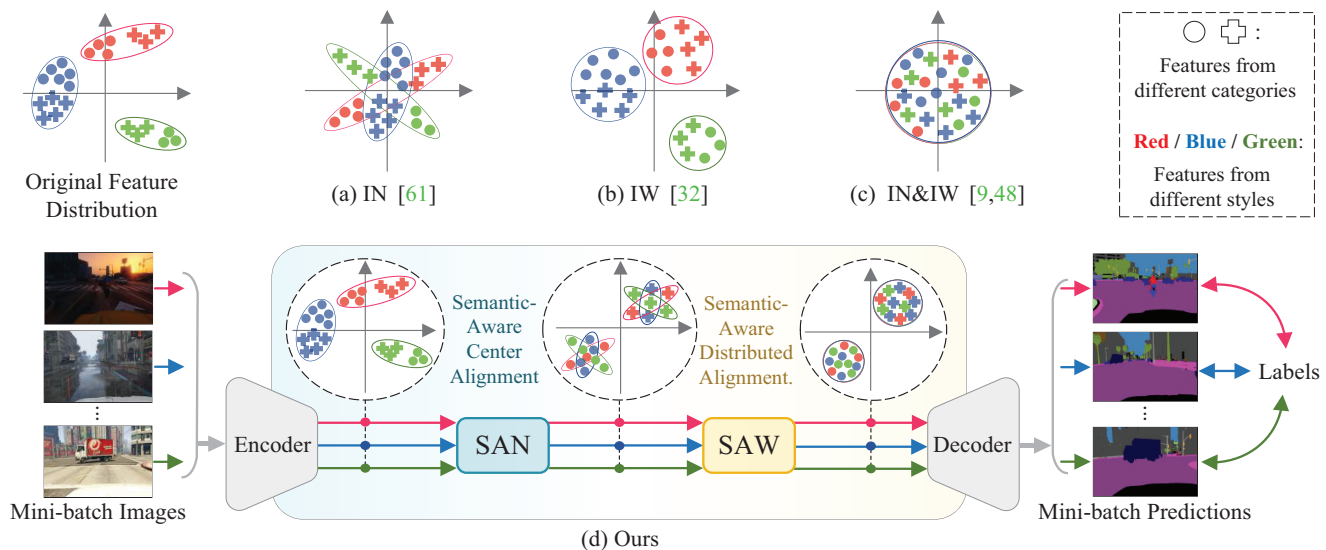 Original Feature
Distribution
(a) IN [61]
(b) IW [32]
(c) IN&IW [9,48]
:
Features from
different categories
Red / Blue / Green:
Features from
different styles
Mini-batch Images
Encoder
Semantic-
Aware
Center
Alignment
SAN
Semantic-
Aware
Distributed
Alignment.
SAW
Decoder
Mini-batch Predictions
Labels
(d) Ours